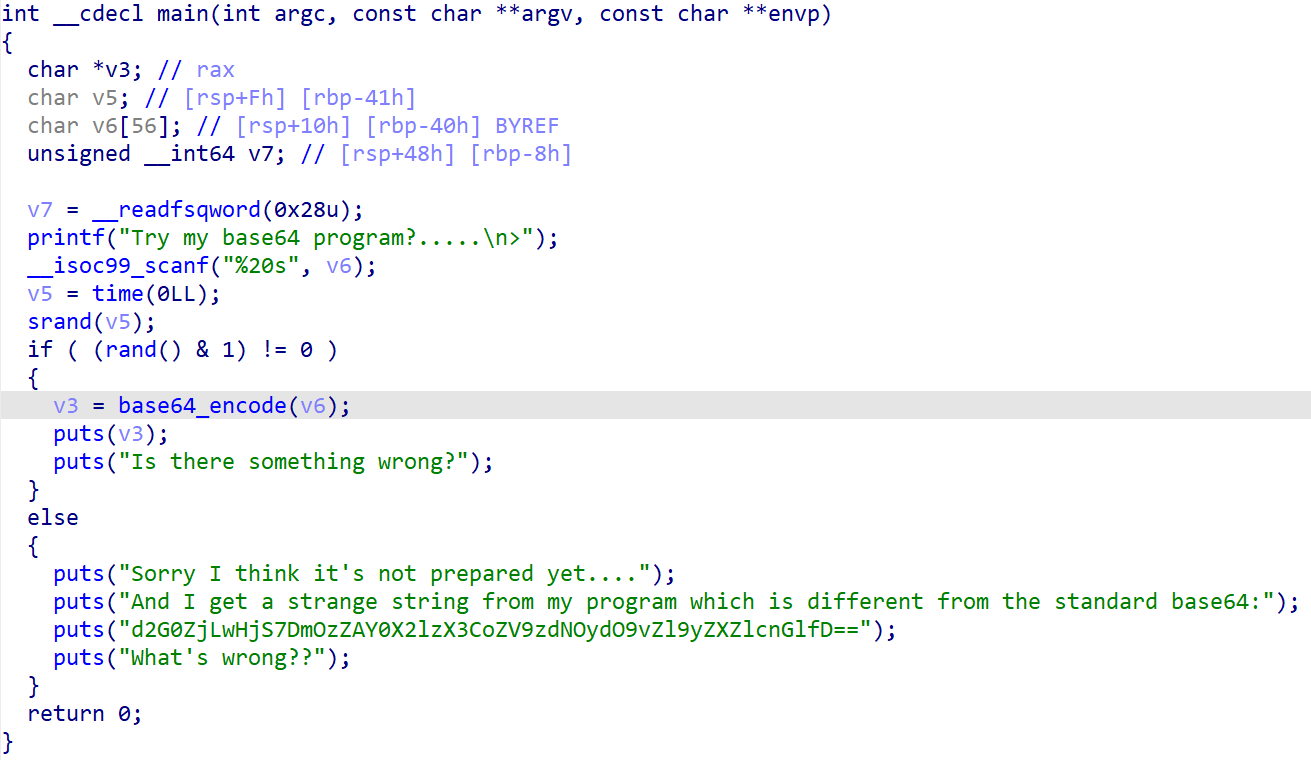 int __cdecl main(int argc, const char **argv, const char **envp)
{
  char *v3; // rax
  char v5; // [rsp+Fh] [rbp-41h]
  char v6[56]; // [rsp+10h] [rbp-40h] BYREF
  unsigned __int64 v7; // [rsp+48h] [rbp-8h]

  v7 = __readfsqword(0x28u);
  printf("Try my base64 program?.....\n>");
  __isoc99_scanf("%20s", v6);
  v5 = time(0LL);
  srand(v5);
  if ( (rand() & 1) != 0 )
  {
    v3 = base64_encode(v6);
    puts(v3);
    puts("Is there something wrong?");
  }
  else
  {
    puts("Sorry I think it's not prepared yet....");
    puts("And I get a strange string from my program which is different from the standard base64:");
    puts("d2G0ZjLwHjS7DmOzZAY0X2lzX3CoZV9zdNOydO9vZl9yZXZlcnGlfD==");
    puts("What's wrong??");
  }
  return 0;
}